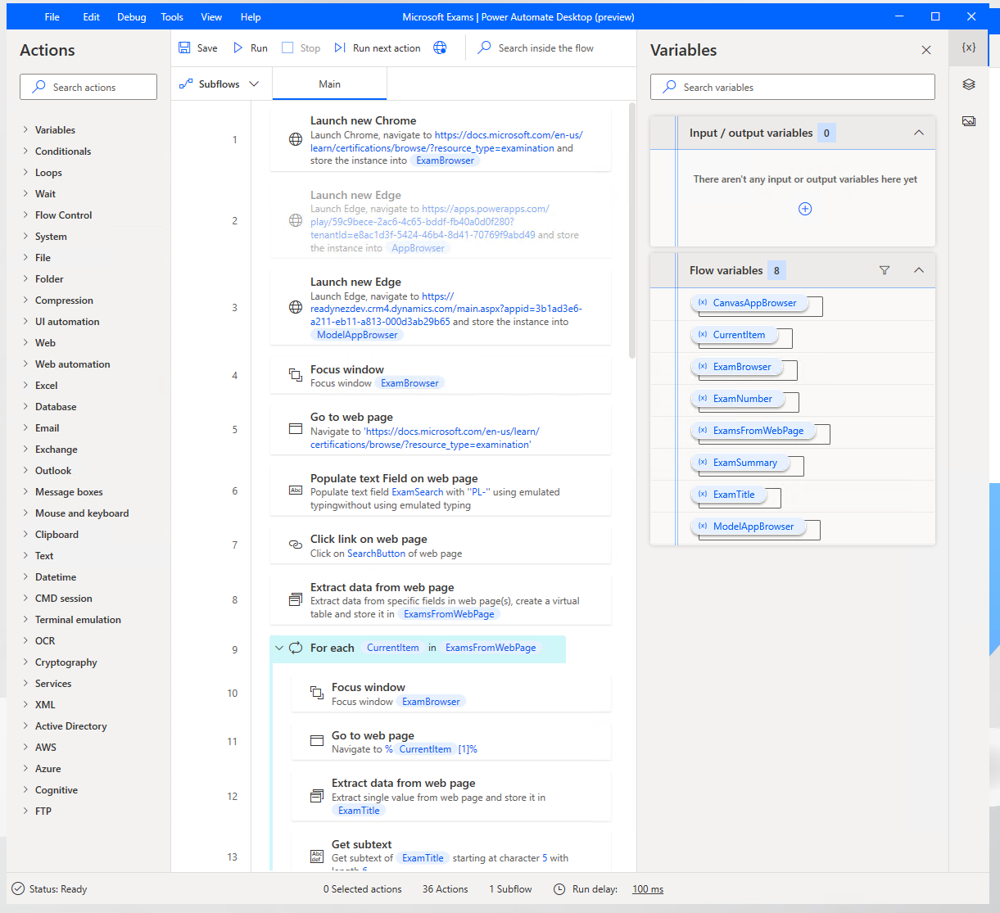 File Edit Debug Tools View Help Microsoft Exams | Power Automate Desktop (preview)
Actions
Search actions
Variables
Conditionals
Loops
Wait
Flow Control
System
File
Folder
Compression
UI automation
Web
Web automation
Excel
Database
Email
Exchange
Outlook
Message boxes
Mouse and keyboard
Clipboard
Text
Datetime
CMD session
Terminal emulation
OCR
Cryptography
Services
XML
Active Directory
AWS
Azure
Cognitive
FTP
Save Run Stop Run next action Search inside the flow
Subflows Main
1
Launch new Chrome
Launch Chrome, navigate to https://docs.microsoft.com/en-us/
learn/certifications/browse/?resource_type=examination and
store the instance into ExamBrowser
2
Launch new Edge
Launch Edge, navigate to https://apps.powerapps.com/
play/59c9bece-2ac6-4c65-bddf-fb40a0d0f280?
tenantId=e8ac1d3f-5424-46b4-8d41-70769f9abd49 and store
the instance into AppBrowser
3
Launch new Edge
Launch Edge, navigate to https://
readynezdev.crm4.dynamics.com/main.aspx?appid=3b1ad3e6-
a211-eb11-a813-000d3ab29b65 and store the instance into
ModelAppBrowser
4
Focus window
Focus window ExamBrowser
5
Go to web page
Navigate to 'https://docs.microsoft.com/en-us/learn/
certifications/browse/?resource_type=examination'
6
Abc
Populate text Field on web page
Populate text field ExamSearch with ''PL-'' using emulated
typingwithout using emulated typing
7
Click link on web page
Click on SearchButton of web page
8
Extract data from web page
Extract data from specific fields in web page(s), create a virtual
table and store it in ExamsFromWebPage
9
For each CurrentItem in ExamsFromWebPage
10
Focus window
Focus window ExamBrowser
11
Go to web page
Navigate to % CurrentItem [1]%
12
Extract data from web page
Extract single value from web page and store it in
ExamTitle
13
Abc
def
Get subtext
Get subtext of ExamTitle starting at character 5 with
length 6
Variables
{x}
Search variables
Input / output variables 0
There aren't any input or output variables here yet
Flow variables 8
(x) CanvasAppBrowser
(x) CurrentItem
(x) ExamBrowser
(x) ExamNumber
(x) ExamsFromWebPage
(x) ExamSummary
(x) ExamTitle
(x) ModelAppBrowser
Status: Ready 0 Selected actions 36 Actions 1 Subflow Run delay: 100 ms